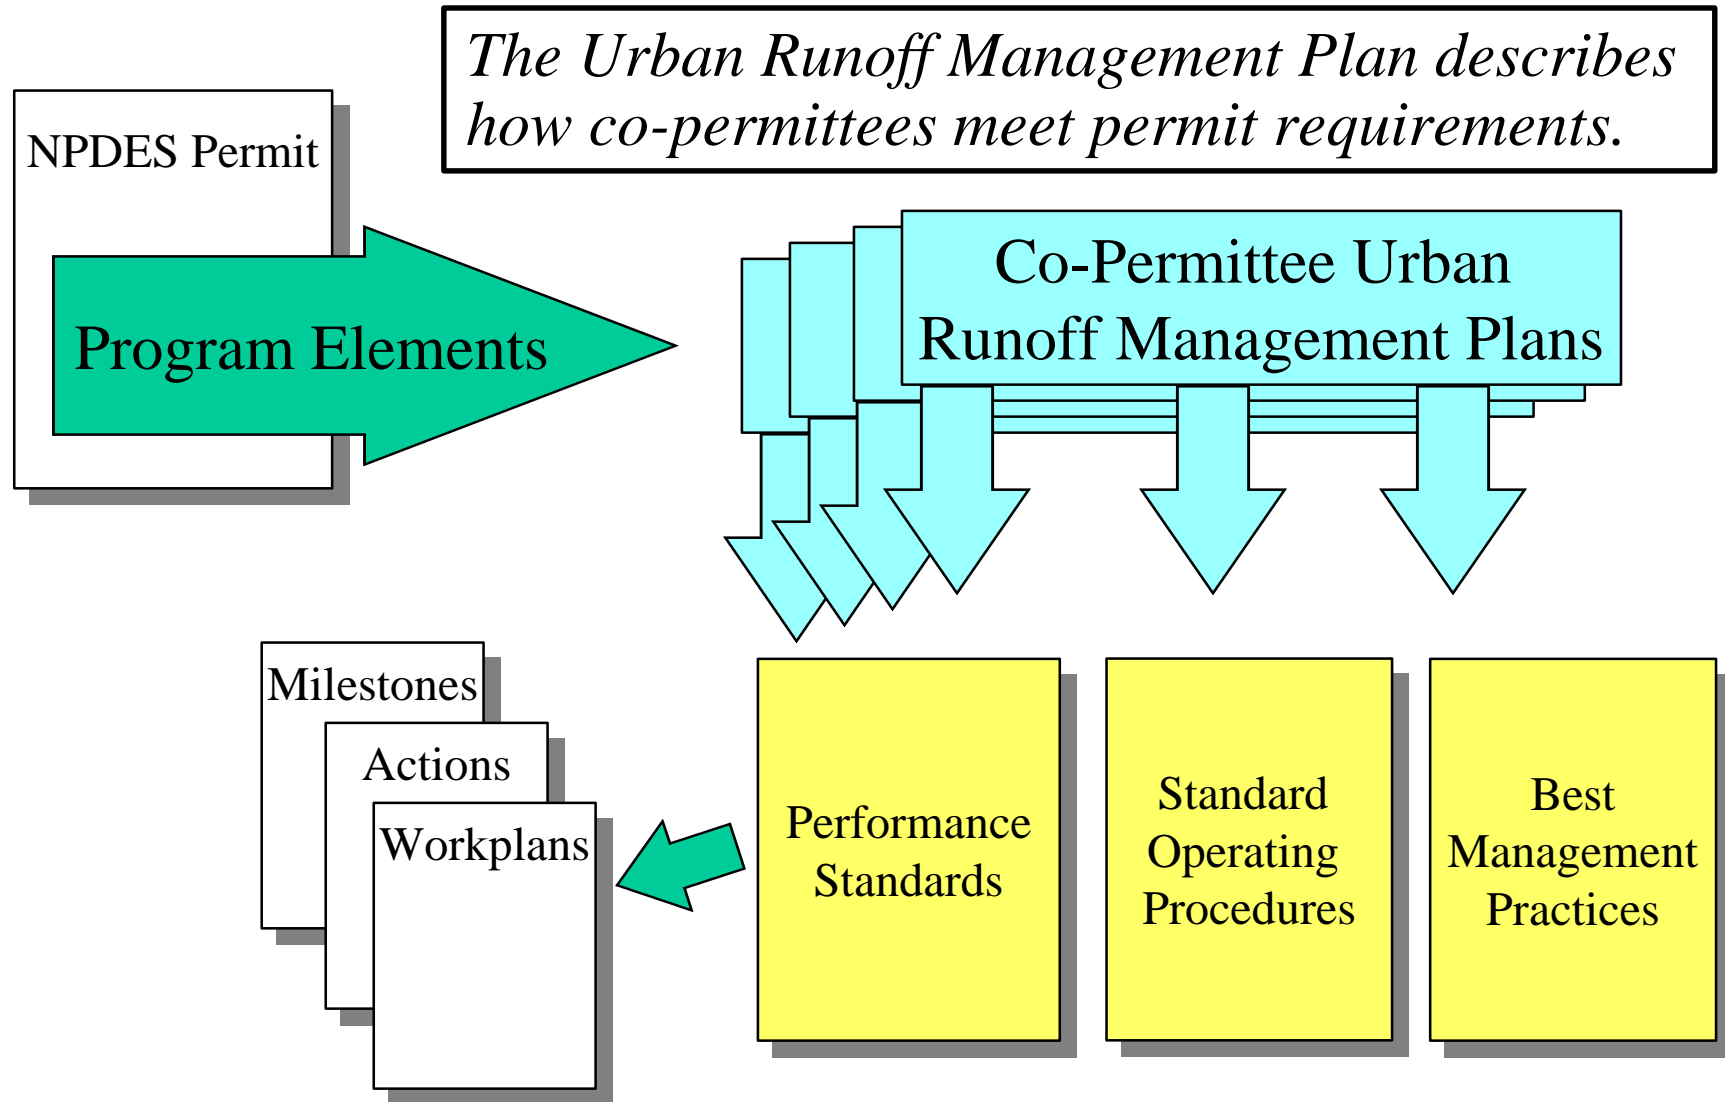 The Urban Runoff Management Plan describes
how co-permittees meet permit requirements.
NPDES Permit
Program Elements
Co-Permittee Urban
Runoff Management Plans
Milestones
Actions
Workplans
Performance
Standards
Standard
Operating
Procedures
Best
Management
Practices